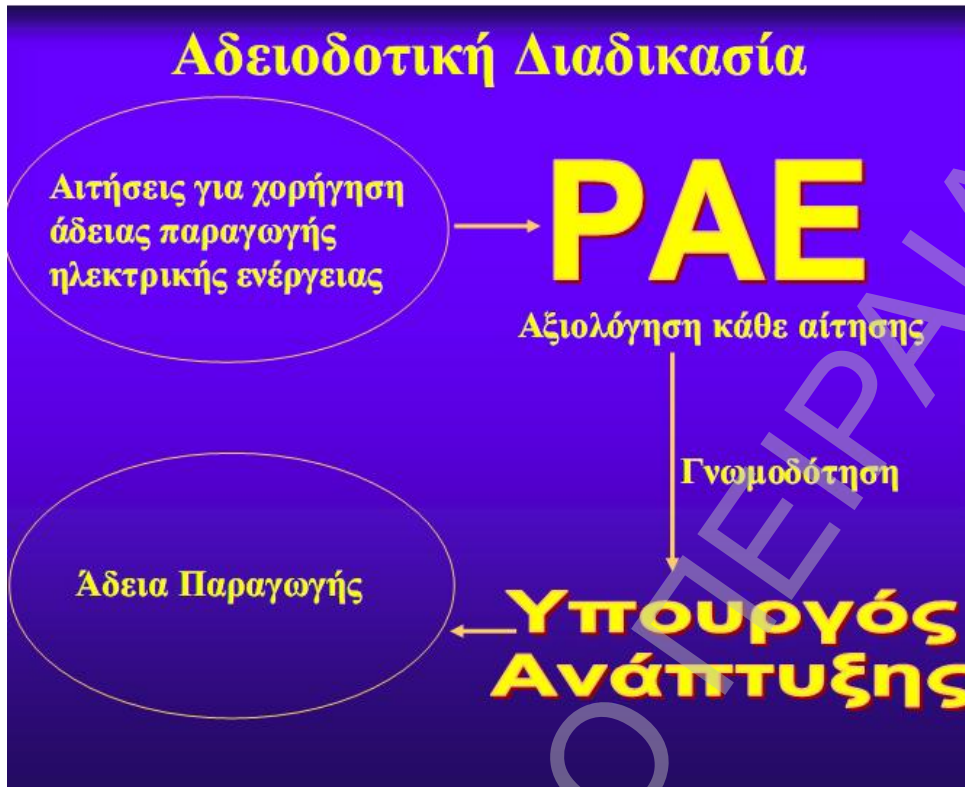 Αδειοδοτική Διαδικασία
Αιτήσεις για χορήγηση
άδειας παραγωγής
ηλεκτρικής ενέργειας
ΡΑΕ
Αξιολόγηση κάθε αίτησης
Γνωμοδότηση
Υπουργός
Ανάπτυξης
Άδεια Παραγωγής